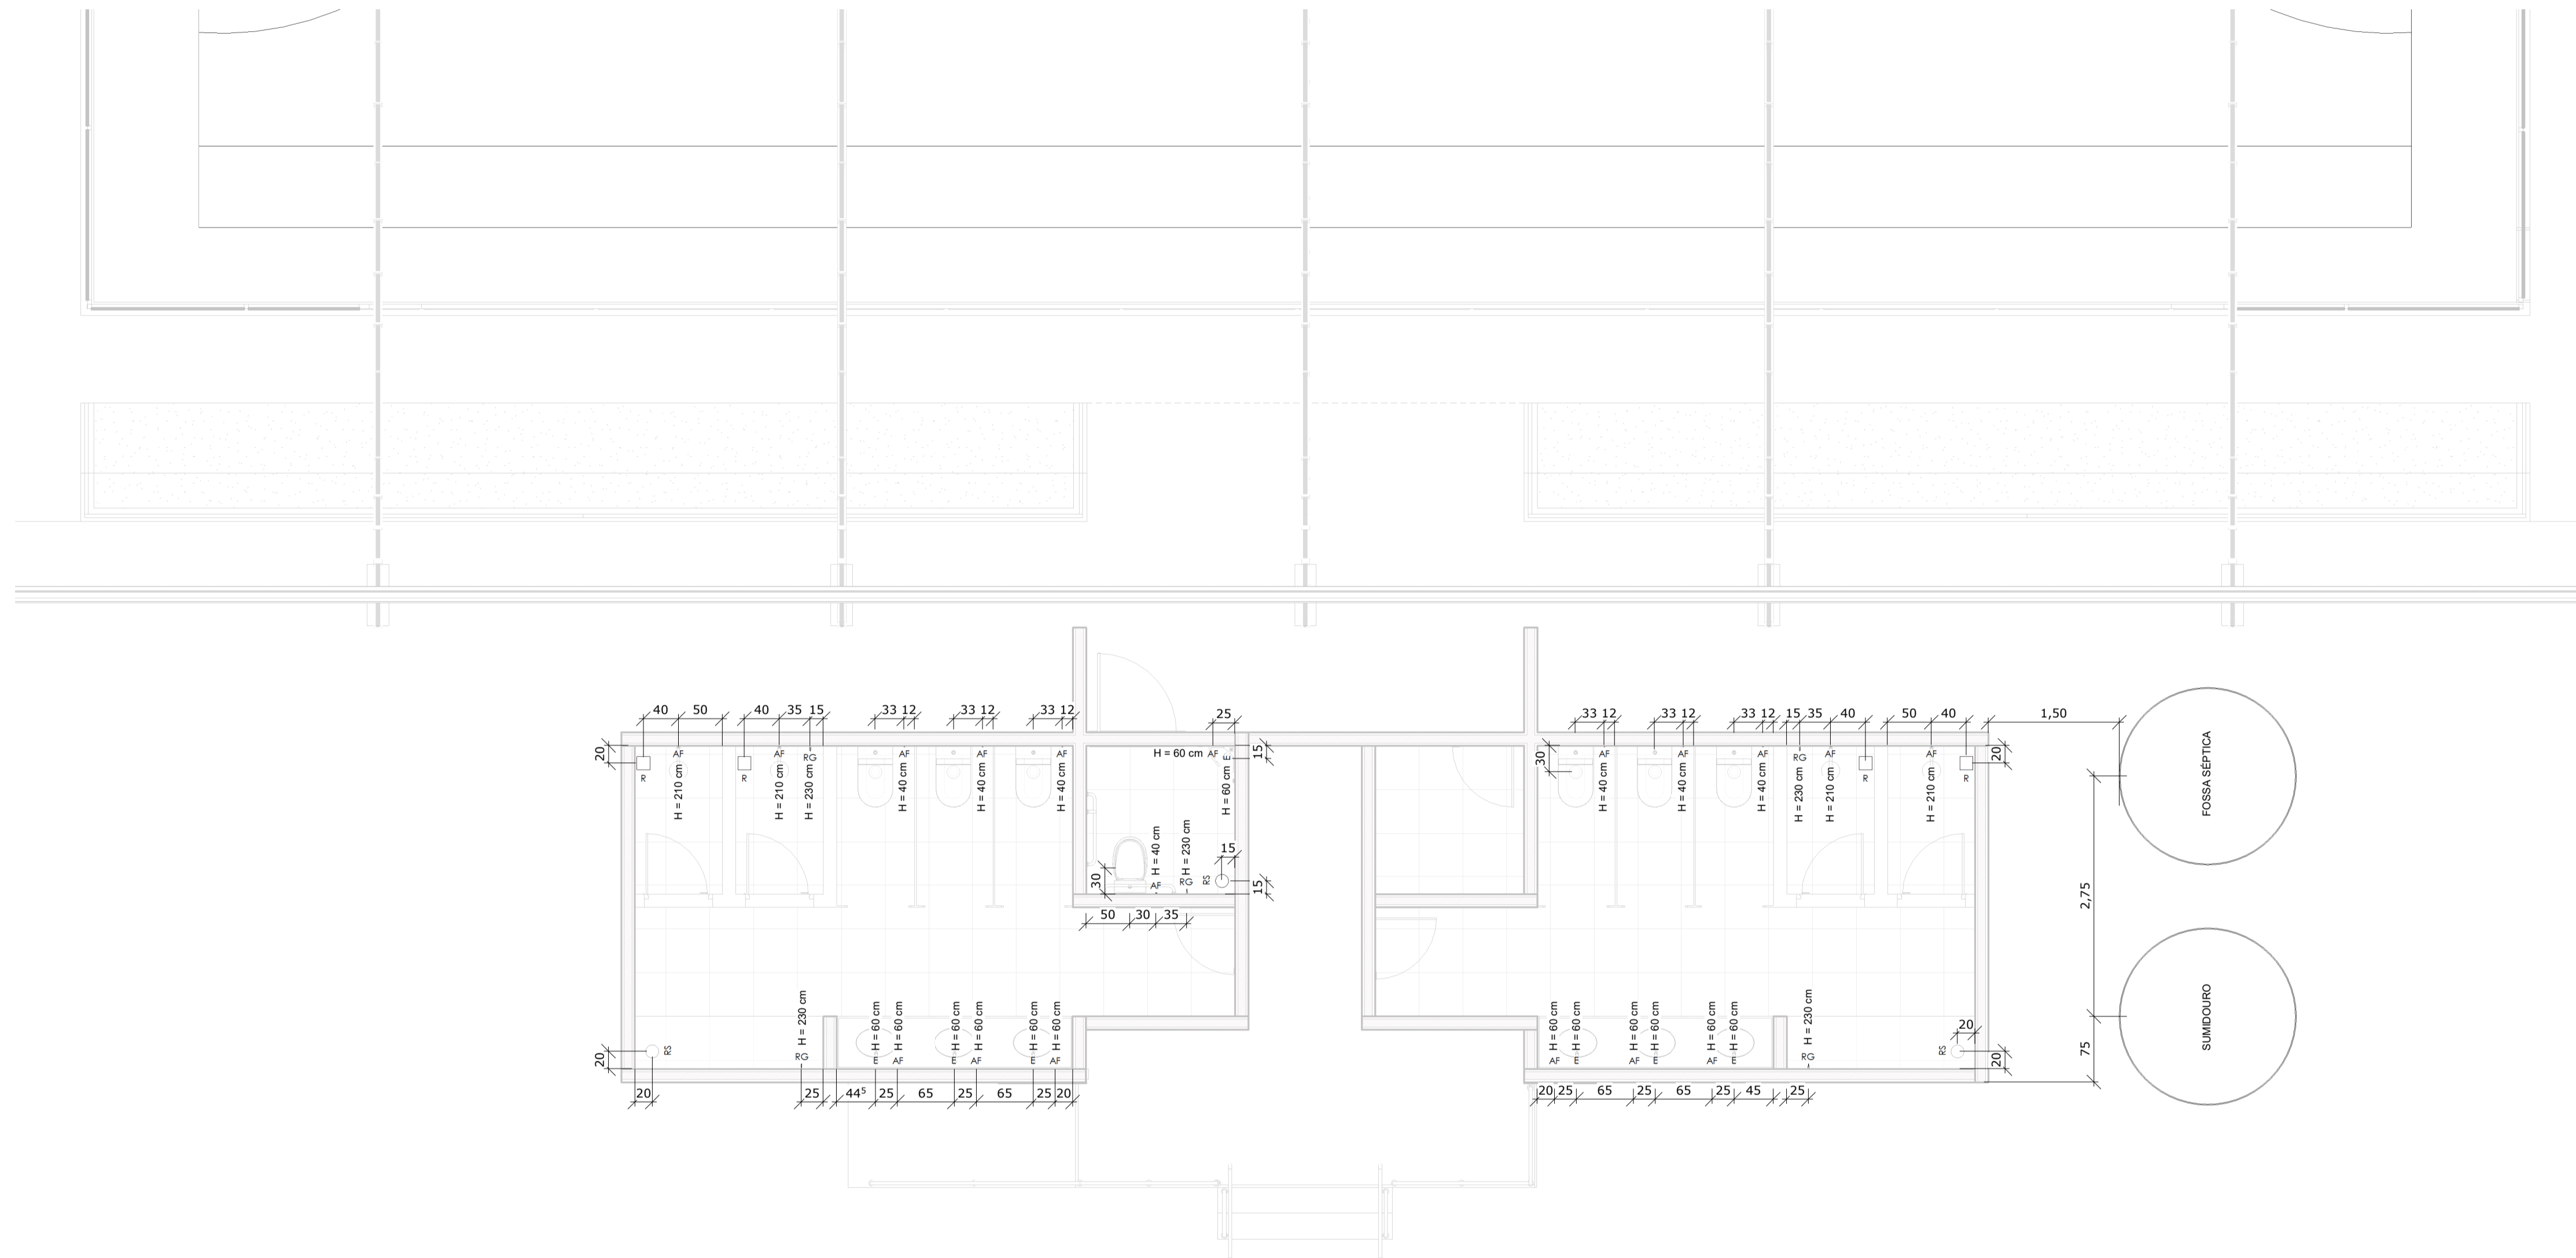 40 50 40 35 15 33 12 33 12 33 12
25
33 12 33 12 33 12 15 35 40 50 40
1,50
20
AF AF RG AF AF AF
R R
H = 210 cm H = 210 cm H = 230 cm H = 40 cm H = 40 cm H = 40 cm
H = 60 cm AF
E
H = 60 cm
15
30
AF AF AF RG AF AF
R R
H = 40 cm H = 40 cm H = 40 cm H = 230 cm H = 210 cm H = 210 cm
20
FOSSA SÉPTICA
H = 40 cm H = 230 cm
15
30
AF RG RS
15
50 30 35
2,75
H = 230 cm H = 60 cm H = 60 cm H = 60 cm H = 60 cm H = 60 cm H = 60 cm
20
RS RG E AF E AF E AF
20 25 44⁵ 25 65 25 65 25 20
H = 60 cm H = 60 cm H = 60 cm H = 60 cm H = 60 cm H = 60 cm H = 230 cm
AF E AF E AF E RG RS
20
20
20 25 65 25 65 25 45 25
75
SUMIDOURO